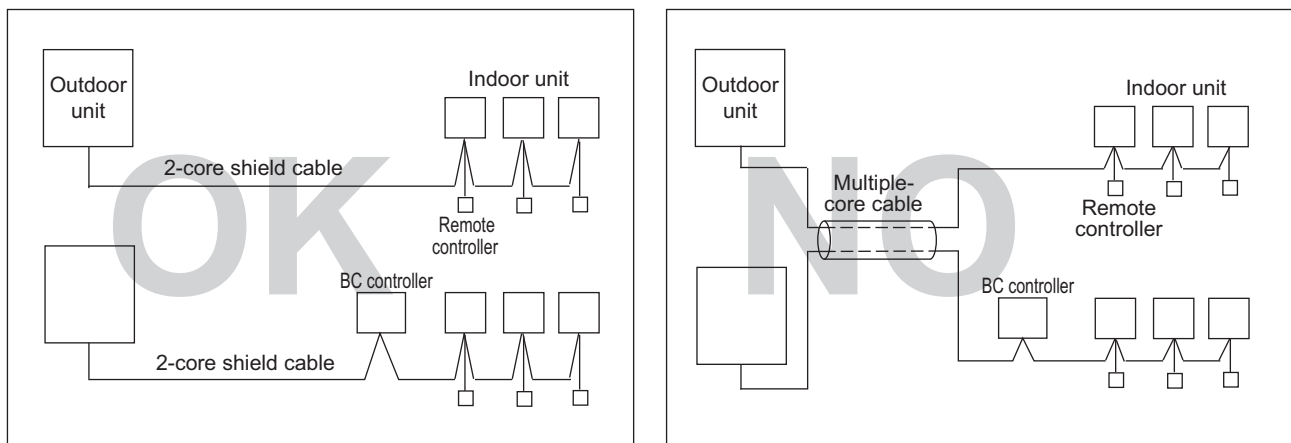 OK
Outdoor
unit
Indoor unit
2-core shield cable
Remote
controller
BC controller
2-core shield cable
NO
Outdoor
unit
Indoor unit
Multiple-
core cable
Remote
controller
BC controller